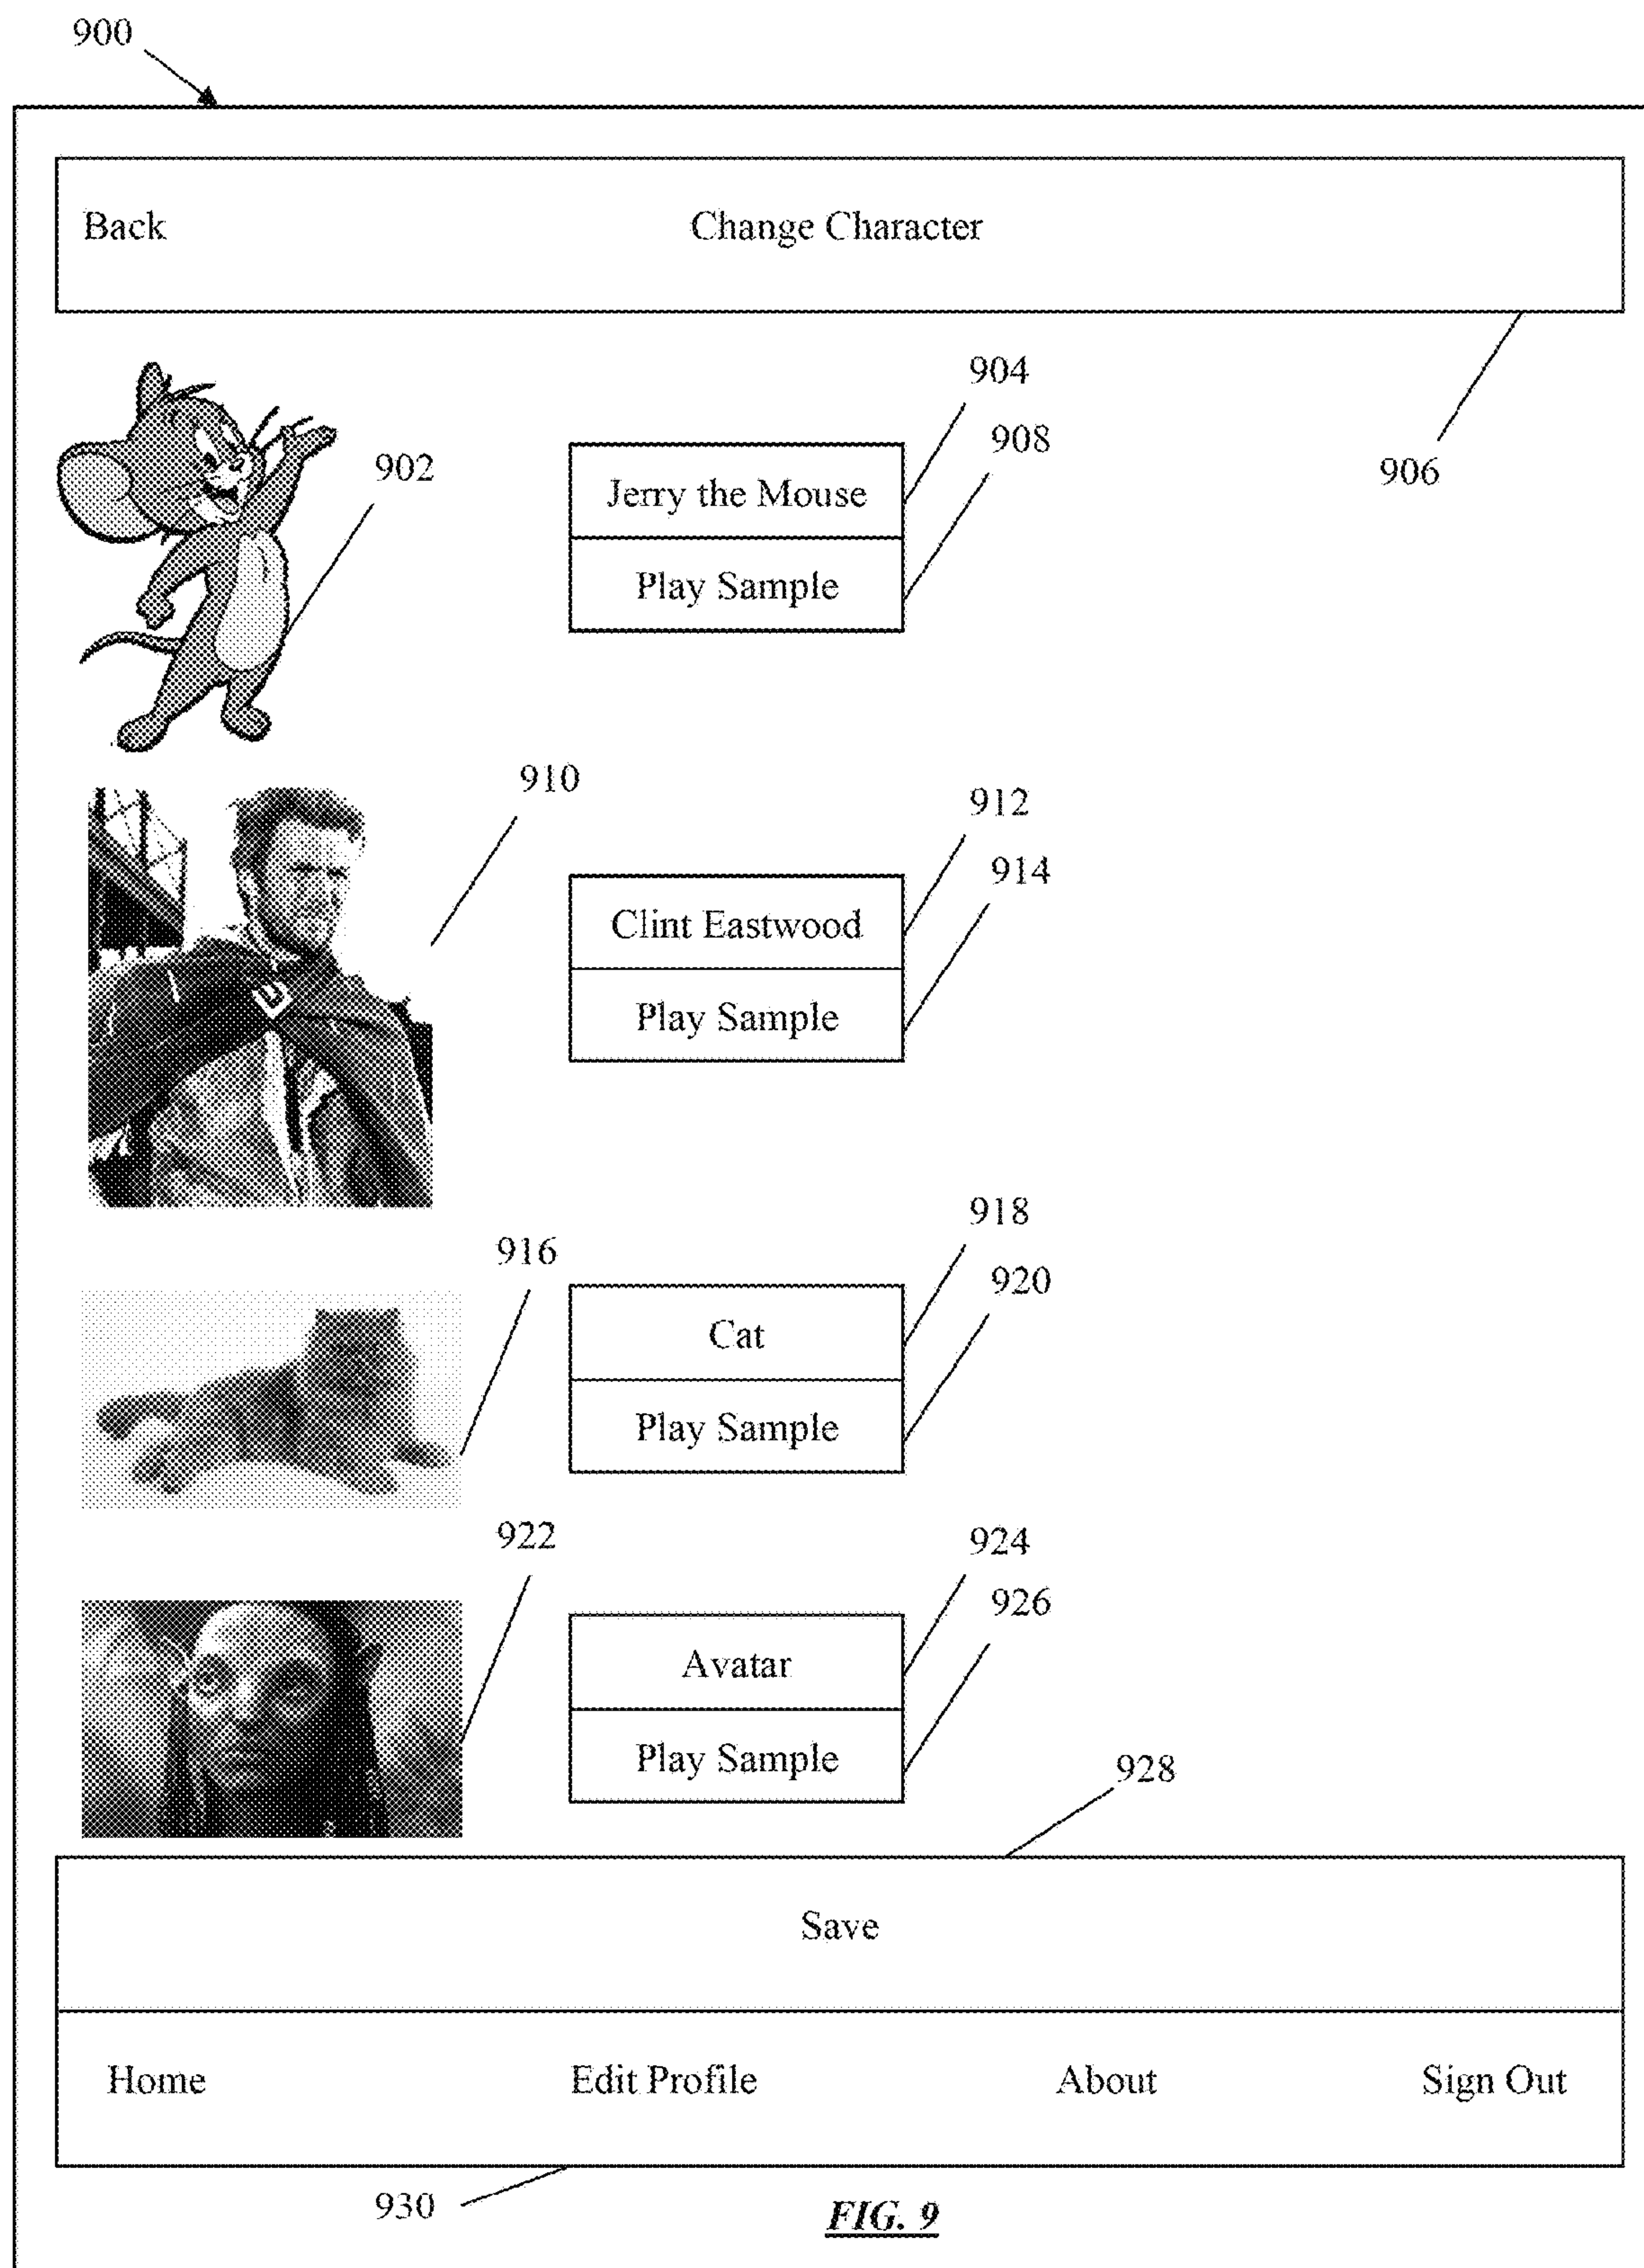 900
Back Change Character
904
908
902
906
Jerry the Mouse
Play Sample
910
912
914
Clint Eastwood
Play Sample
918
916
920
Cat
Play Sample
922
924
926
Avatar
Play Sample
928
Save
Home Edit Profile About Sign Out
930
FIG. 9